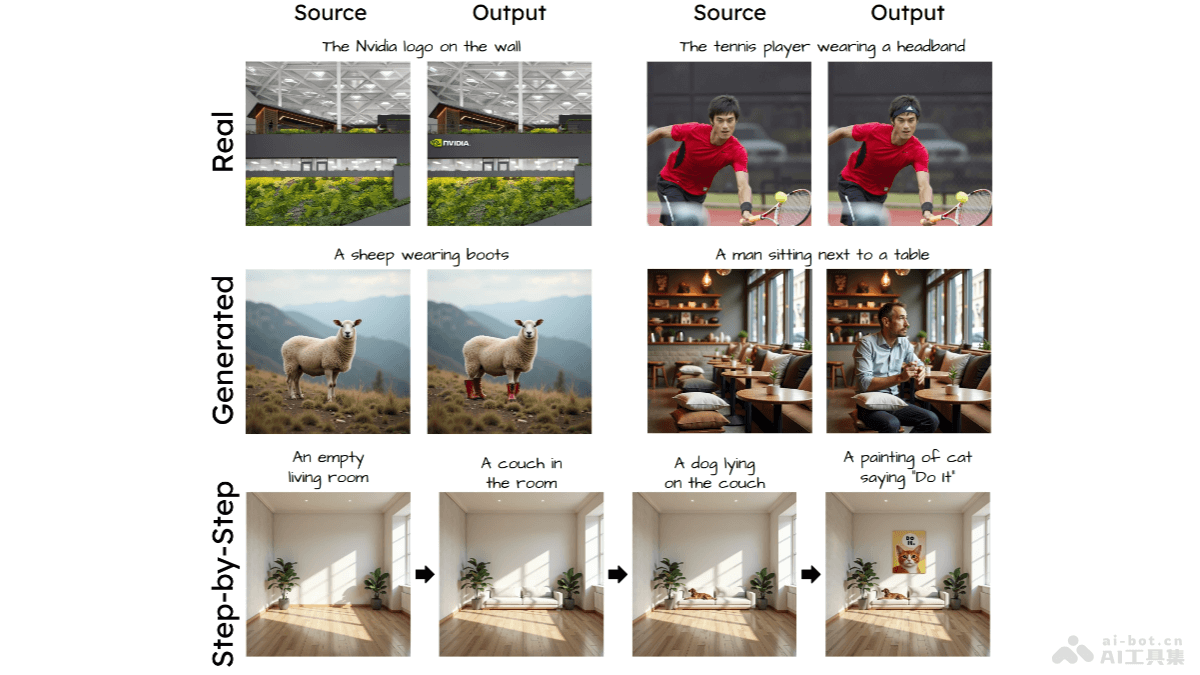 Source
Output
Source
Output
Real
The Nvidia logo on the wall
The tennis player wearing a headband
NVIDIA
Generated
A sheep wearing boots
A man sitting next to a table
Step-by-Step
An empty
living room
A couch in
the room
A dog lying
on the couch
A painting of cat
saying "Do It"
DO
IT.
ai-bot.cn
AI工具集